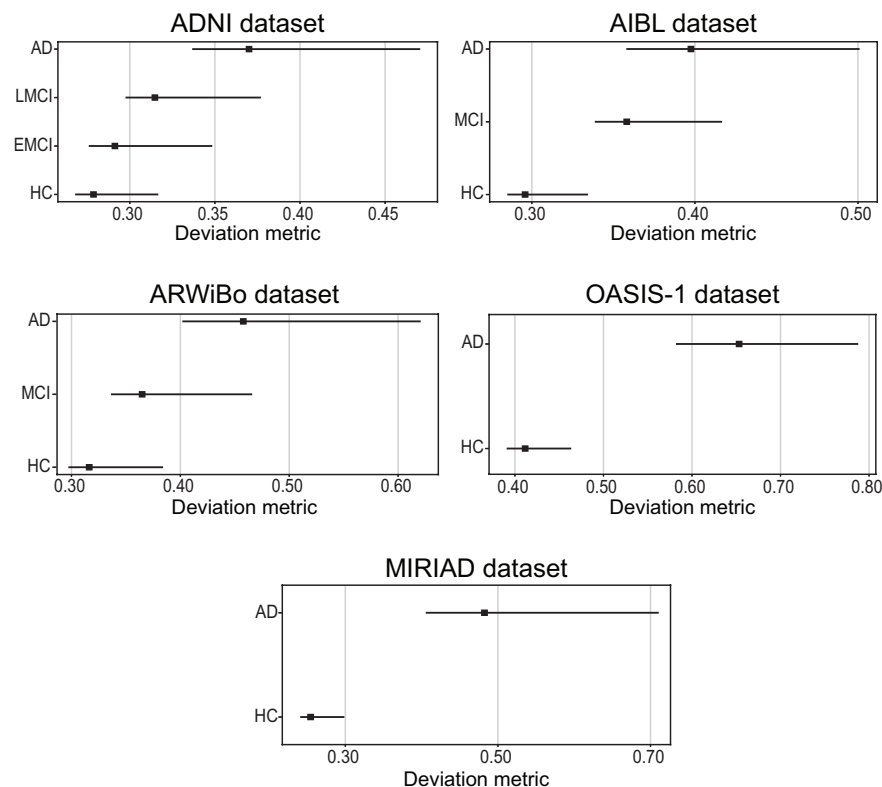 ADNI dataset
AD
LMCI
EMCI
HC
0.30 0.35 0.40 0.45
Deviation metric
AIBL dataset
AD
MCI
HC
0.30 0.40 0.50
Deviation metric
ARWiBo dataset
AD
MCI
HC
0.30 0.40 0.50 0.60
Deviation metric
OASIS-1 dataset
AD
HC
0.40 0.50 0.60 0.70 0.80
Deviation metric
MIRIAD dataset
AD
HC
0.30 0.50 0.70
Deviation metric